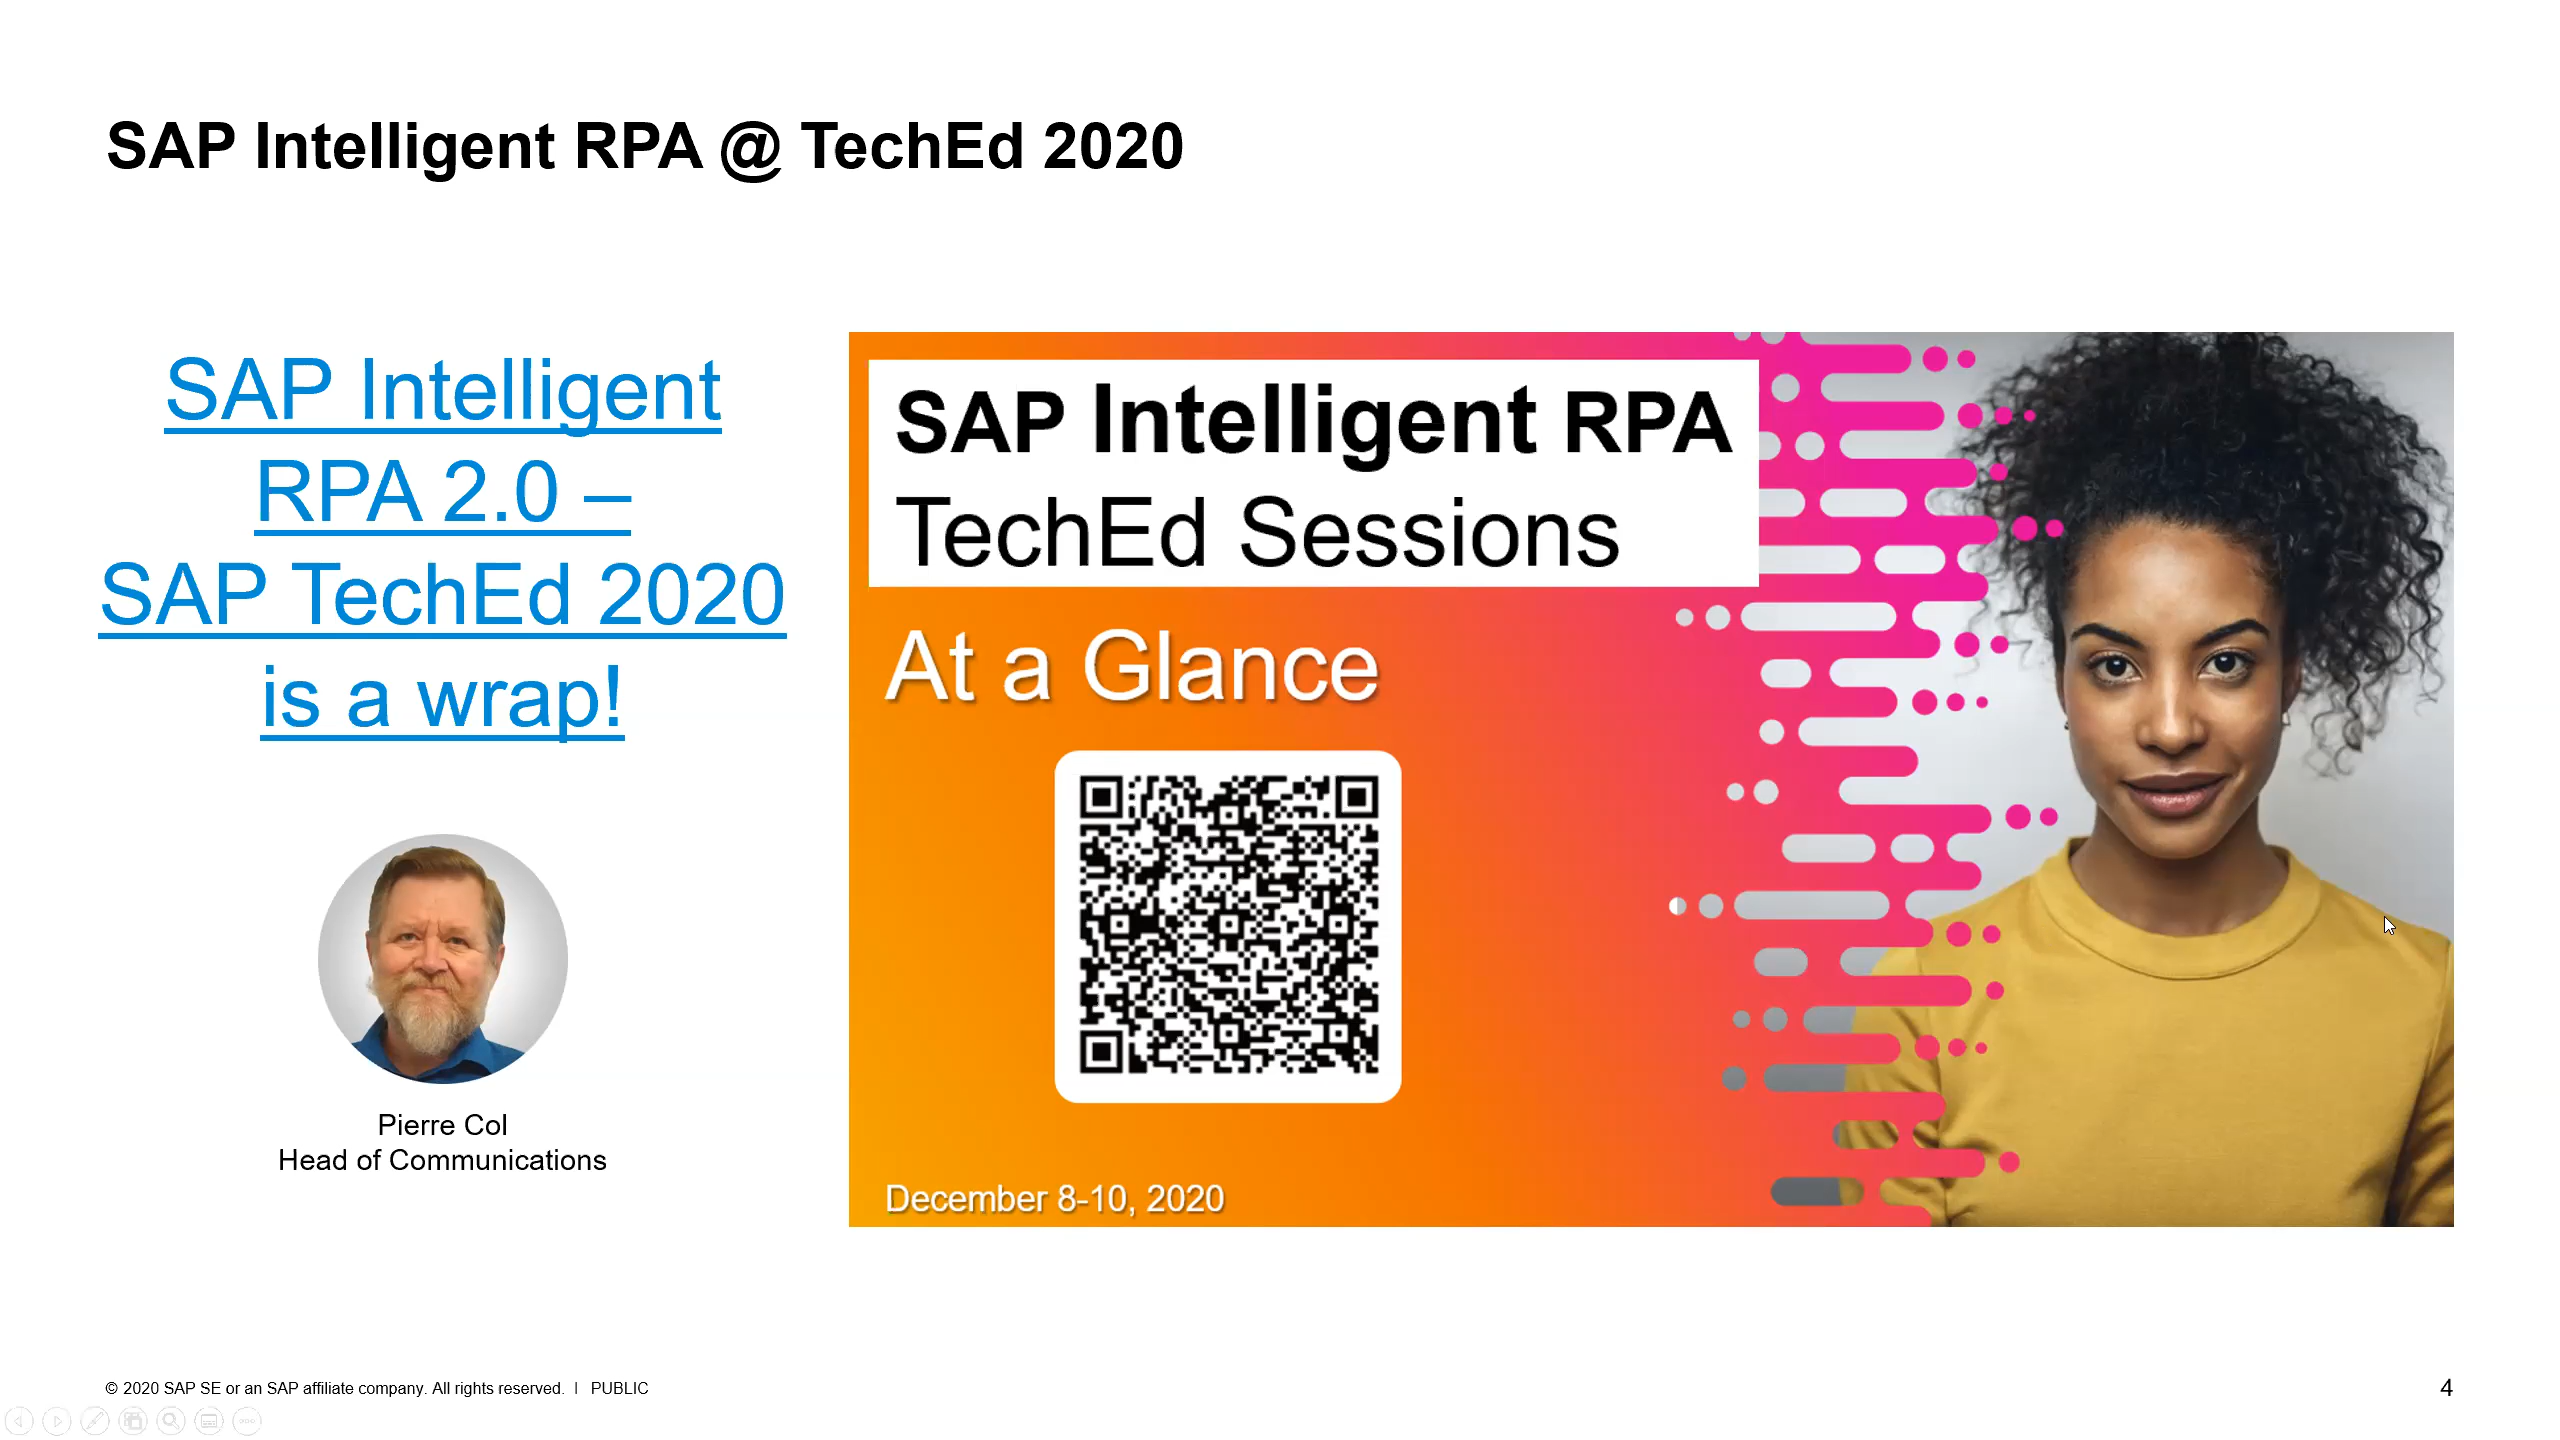 SAP Intelligent RPA @ TechEd 2020
SAP Intelligent
RPA 2.0 –
SAP TechEd 2020
is a wrap!
Pierre Col
Head of Communications
SAP Intelligent RPA
TechEd Sessions
At a Glance
December 8-10, 2020
© 2020 SAP SE or an SAP affiliate company. All rights reserved. | PUBLIC
4